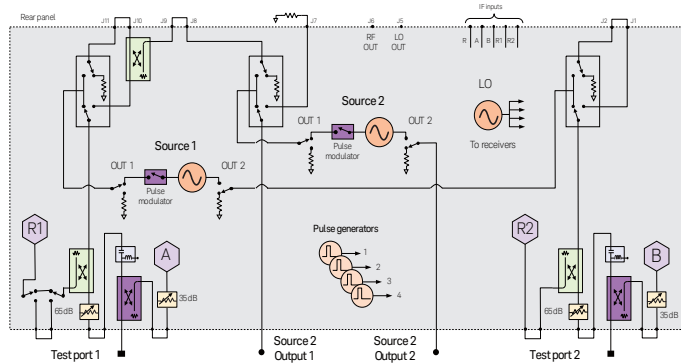 Rear panel
J11 J10 J9 J8
J7
J6 J5
RF OUT
LO OUT
IF inputs
R A B R1 R2
J2 J1
LO
To receivers
Source 2
OUT 1
OUT 2
Pulse modulator
Source 1
OUT 1
OUT 2
Pulse modulator
R1
A
R2
B
Pulse generators
1
2
3
4
65dB
35dB
65dB
35dB
Test port 1
Source 2 Output 1
Source 2 Output 2
Test port 2